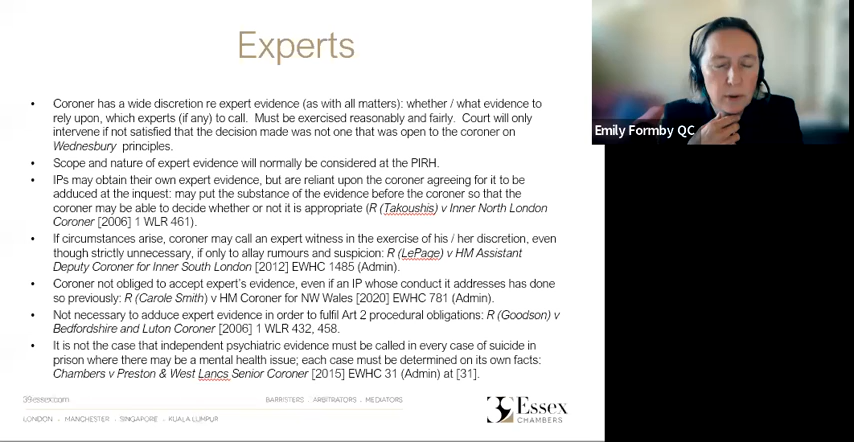 Experts
• Coroner has a wide discretion re expert evidence (as with all matters): whether / what evidence to
rely upon, which experts (if any) to call. Must be exercised reasonably and fairly. Court will only
intervene if not satisfied that the decision made was not one that was open to the coroner on
Wednesbury principles.
• Scope and nature of expert evidence will normally be considered at the PIRH.
• IPs may obtain their own expert evidence, but are reliant upon the coroner agreeing for it to be
adduced at the inquest: may put the substance of the evidence before the coroner so that the
coroner may be able to decide whether or not it is appropriate (R (Takoushis) v Inner North London
Coroner [2006] 1 WLR 461).
• If circumstances arise, coroner may call an expert witness in the exercise of his / her discretion, even
though strictly unnecessary, if only to allay rumours and suspicion: R (LePage) v HM Assistant
Deputy Coroner for Inner South London [2012] EWHC 1485 (Admin).
• Coroner not obliged to accept expert's evidence, even if an IP whose conduct it addresses has done
so previously: R (Carole Smith) v HM Coroner for NW Wales [2020] EWHC 781 (Admin).
• Not necessary to adduce expert evidence in order to fulfil Art 2 procedural obligations: R (Goodson) v
Bedfordshire and Luton Coroner [2006] 1 WLR 432, 458.
• It is not the case that independent psychiatric evidence must be called in every case of suicide in
prison where there may be a mental health issue; each case must be determined on its own facts:
Chambers v Preston & West Lancs Senior Coroner [2015] EWHC 31 (Admin) at [31].
39essex.com
BARRISTERS . ARBITRATORS . MEDIATORS
LONDON . MANCHESTER . SINGAPORE . KUALA LUMPUR
39 Essex
CHAMBERS
Emily Formby QC